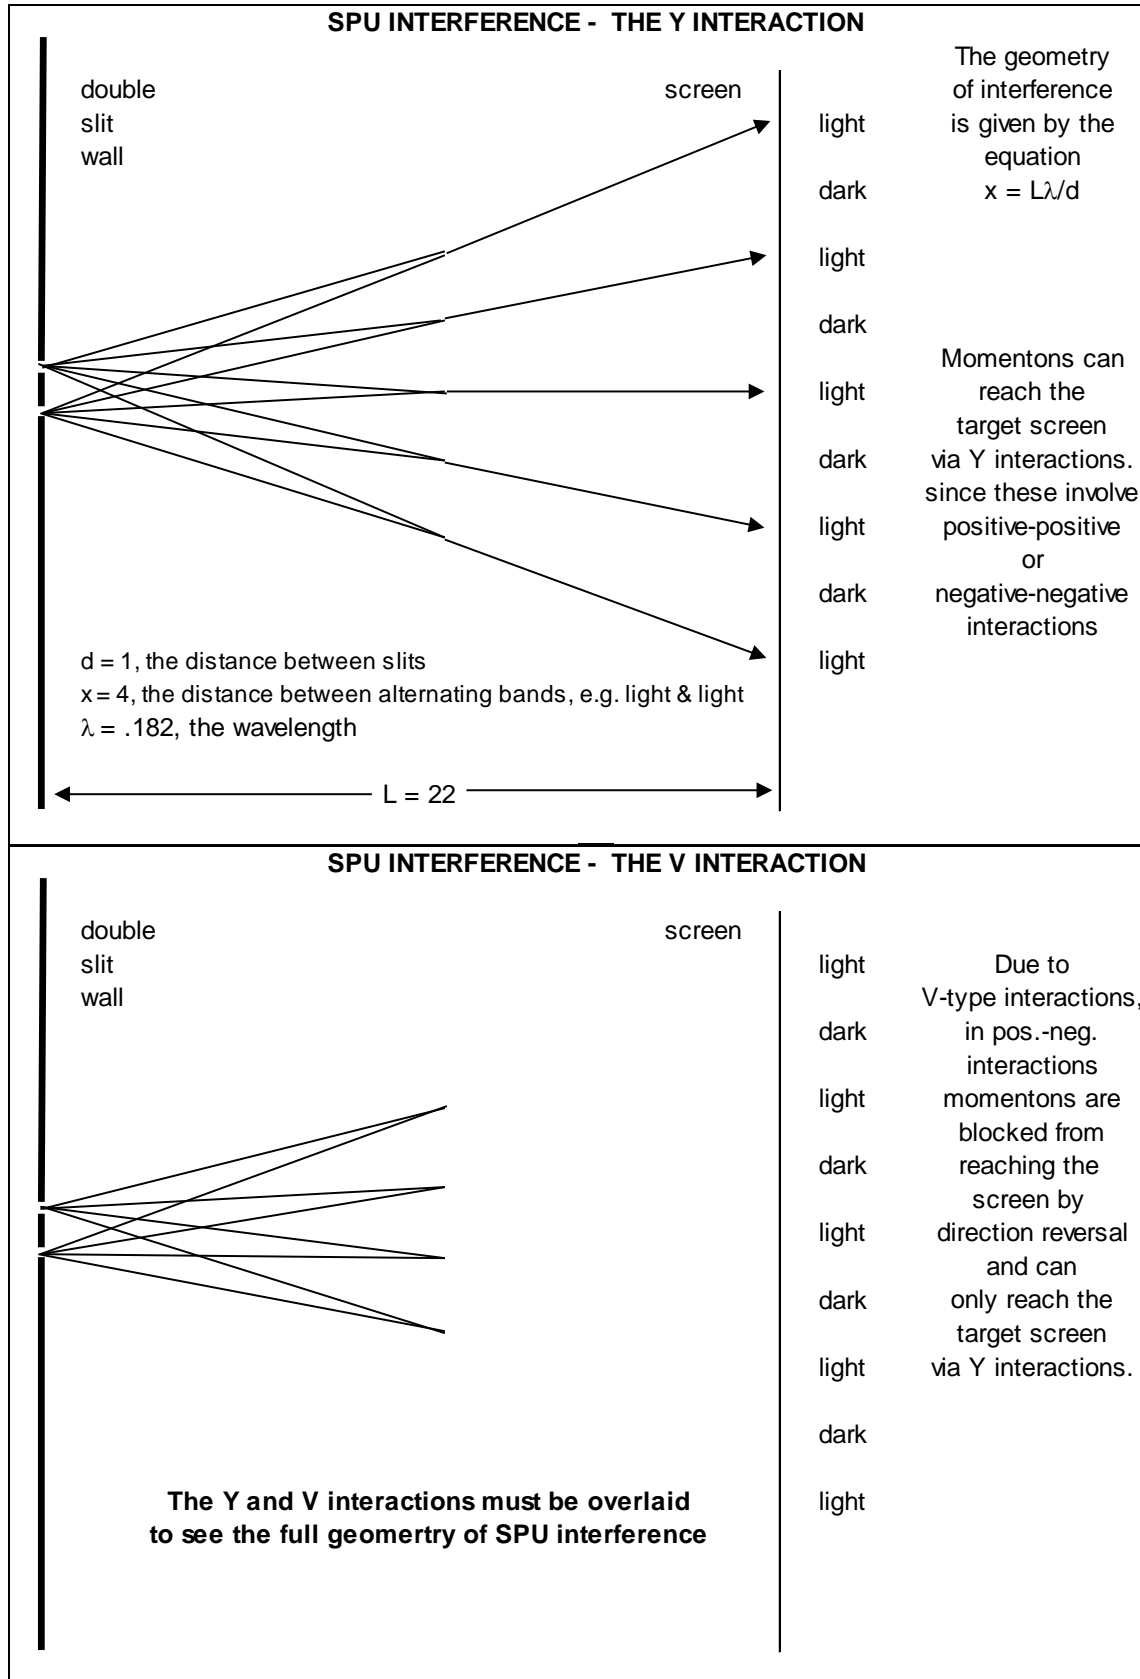 SPU INTERFERENCE - THE Y INTERACTION
double
slit
wall
screen
light
dark
light
dark
light
dark
light
dark
light
The geometry
of interference
is given by the
equation
x = Lλ/d
Momentons can
reach the
target screen
via Y interactions.
since these involve
positive-positive
or
negative-negative
interactions
d = 1, the distance between slits
x = 4, the distance between alternating bands, e.g. light & light
λ = .182, the wavelength
L = 22
SPU INTERFERENCE - THE V INTERACTION
double
slit
wall
screen
light
dark
light
dark
light
dark
light
dark
light
Due to
V-type interactions,
in pos.-neg.
interactions
momentons are
blocked from
reaching the
screen by
direction reversal
and can
only reach the
target screen
via Y interactions.
The Y and V interactions must be overlaid
to see the full geomertry of SPU interference